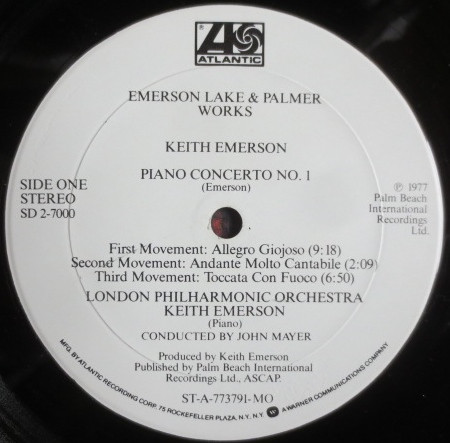 ATLANTIC
EMERSON LAKE & PALMER
WORKS
KEITH EMERSON
PIANO CONCERTO NO. 1
(Emerson)
SIDE ONE
STEREO
SD 2-7000
℗ 1977
Palm Beach
International
Recordings
Ltd.
First Movement: Allegro Giojoso (9:18)
Second Movement: Andante Molto Cantabile (2:09)
Third Movement: Toccata Con Fuoco (6:50)
LONDON PHILHARMONIC ORCHESTRA
KEITH EMERSON
(Piano)
CONDUCTED BY JOHN MAYER
Produced by Keith Emerson
Published by Palm Beach International
Recordings Ltd., ASCAP.
ST-A-773791-MO
MFG. BY ATLANTIC RECORDING CORP. 75 ROCKEFELLER PLAZA, N.Y. N.Y. A WARNER COMMUNICATIONS COMPANY